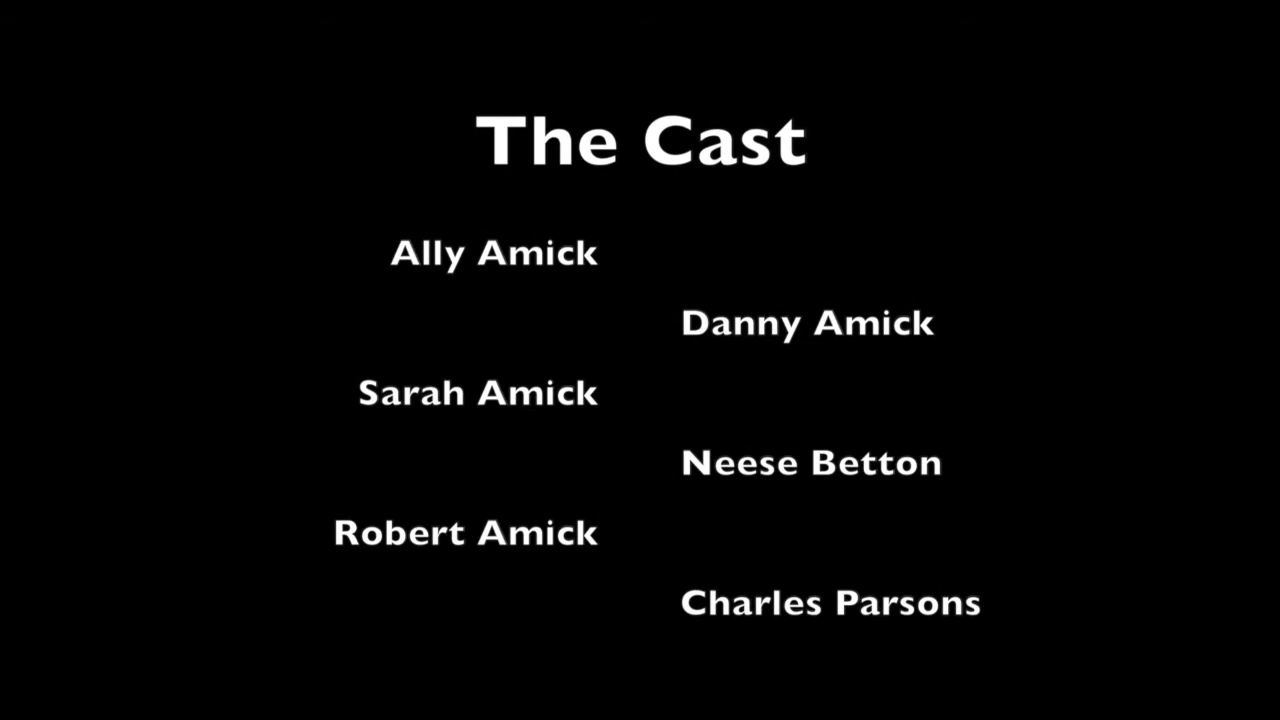 The Cast
Ally Amick
Danny Amick
Sarah Amick
Neese Betton
Robert Amick
Charles Parsons